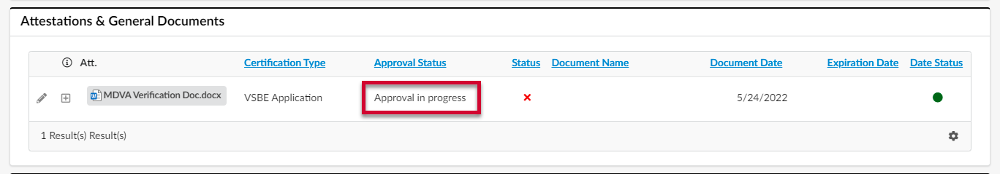 Attestations & General Documents
Att. Certification Type Approval Status Status Document Name Document Date Expiration Date Date Status
MDVA Verification Doc.docx VSBE Application Approval in progress 5/24/2022
1 Result(s) Result(s)